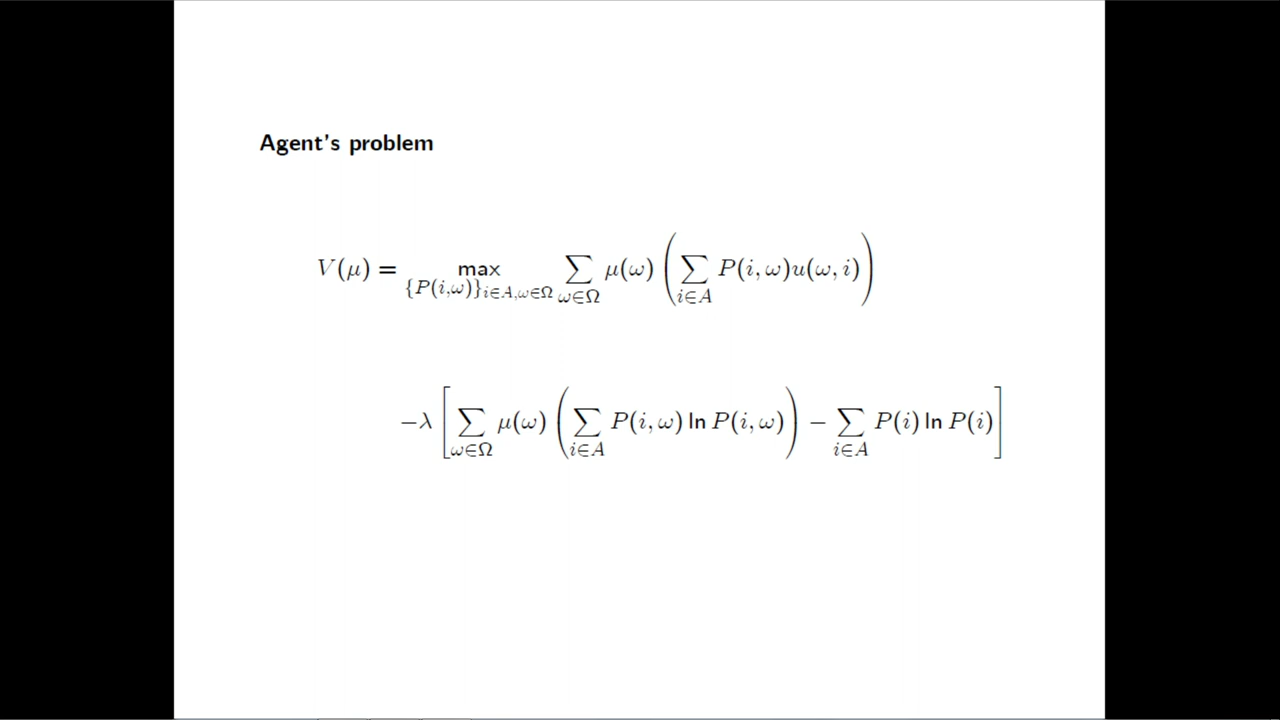 Agent's problem
V(μ) = max_{{P(i,ω)}_{i∈A,ω∈Ω}} ∑_{ω∈Ω} μ(ω) (∑_{i∈A} P(i, ω)u(ω, i))
−λ [∑_{ω∈Ω} μ(ω) (∑_{i∈A} P(i, ω) ln P(i, ω)) − ∑_{i∈A} P(i) ln P(i)]